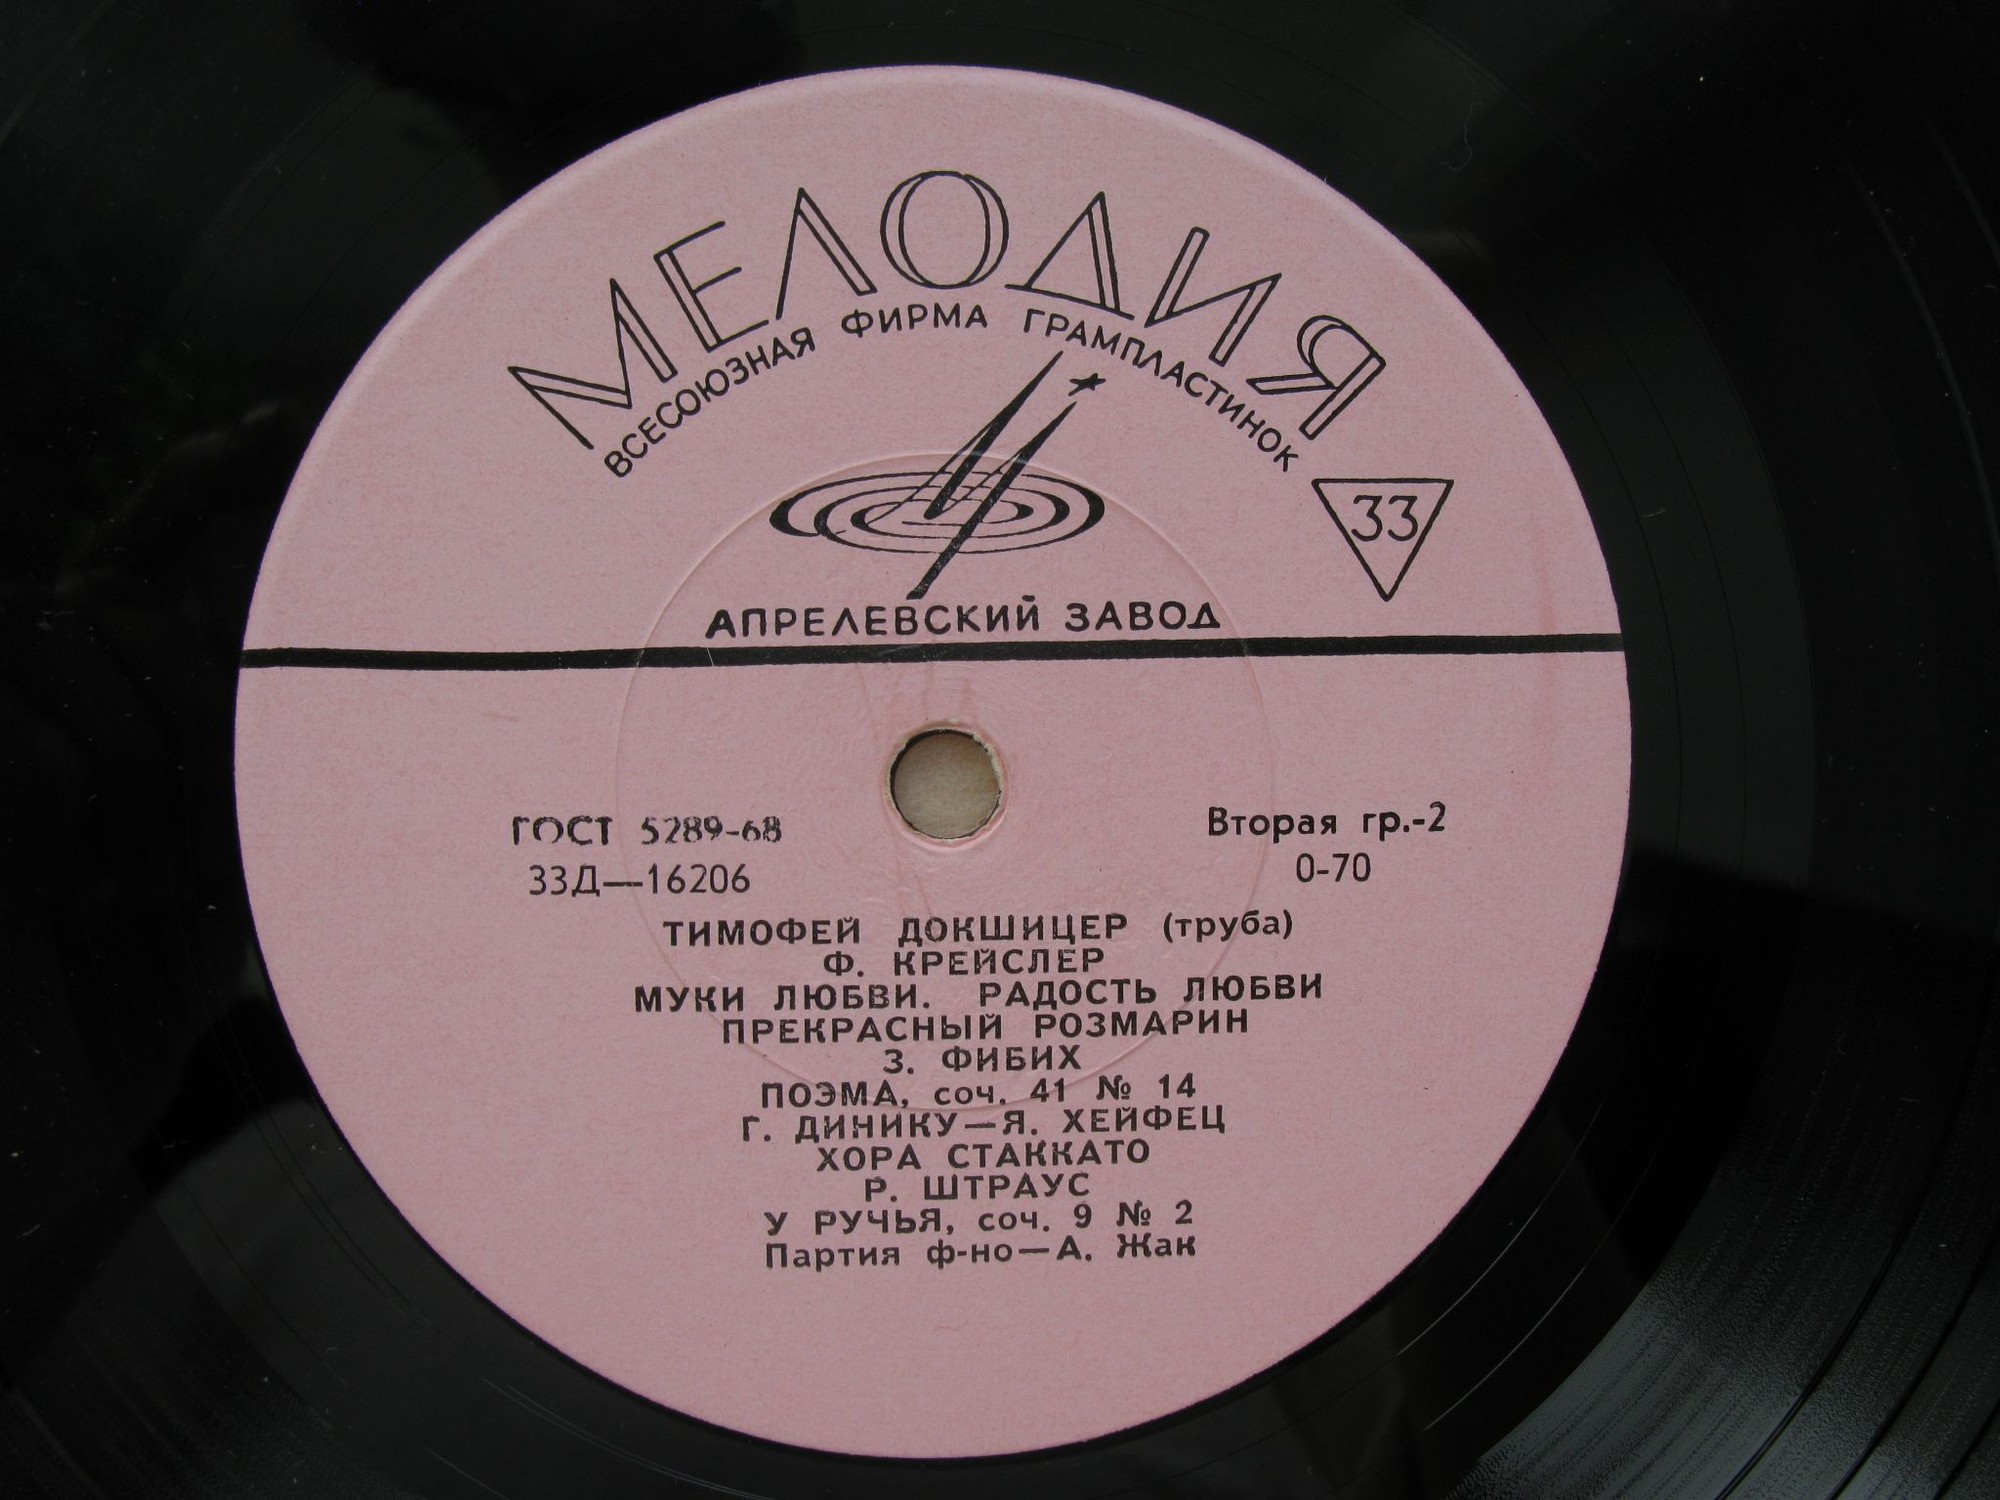 МЕЛОДИЯ
ВСЕСОЮЗНАЯ ФИРМА ГРАМПЛАСТИНОК
33
АПРЕЛЕВСКИЙ ЗАВОД
ГОСТ 5289-68
33Д—16206
Вторая гр.-2
0-70
ТИМОФЕЙ ДОКШИЦЕР (труба)
Ф. КРЕЙСЛЕР
МУКИ ЛЮБВИ. РАДОСТЬ ЛЮБВИ
ПРЕКРАСНЫЙ РОЗМАРИН
З. ФИБИХ
ПОЭМА, соч. 41 № 14
Г. ДИНИКУ—Я. ХЕЙФЕЦ
ХОРА СТАККАТО
Р. ШТРАУС
У РУЧЬЯ, соч. 9 № 2
Партия ф-но—А. Жак